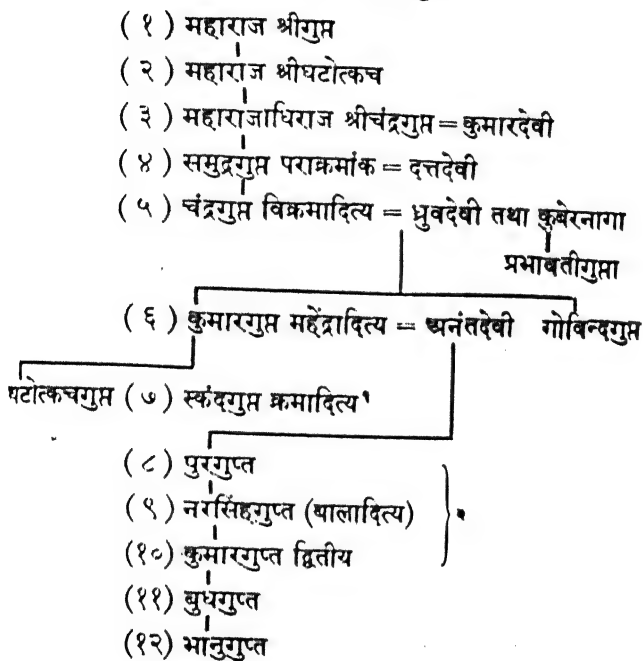 (१) महाराज श्रीगुप्त
(२) महाराज श्रीघटोत्कच
(३) महाराजाधिराज श्रीचंद्रगुप्त = कुमारदेवी
(४) समुद्रगुप्त पराक्रमांक = दत्तदेवी
(५) चंद्रगुप्त विक्रमादित्य = ध्रुवदेवी तथा कुबेरनागा
प्रभावतीगुप्ता
(६) कुमारगुप्त महेंद्रादित्य = अनंतदेवी गोविन्दगुप्त
घटोत्कचगुप्त (७) स्कंदगुप्त क्रमादित्य
(८) पुरगुप्त
(९) नरसिंहगुप्त (बालादित्य)
(१०) कुमारगुप्त द्वितीय
(११) बुधगुप्त
(१२) भानुगुप्त